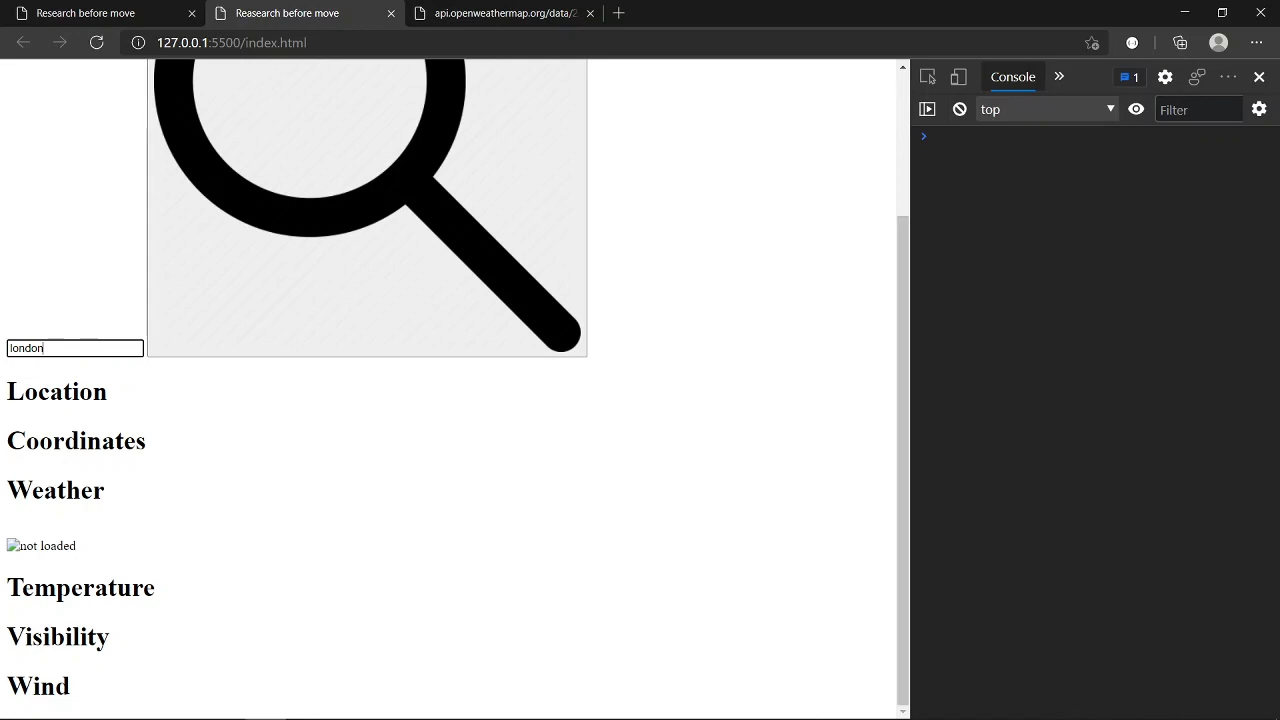 Reasearch before move
Reasearch before move
api.openweathermap.org/data/2
127.0.0.1:5500/index.html
Console
1
top
Filter
london
Location
Coordinates
Weather
not loaded
Temperature
Visibility
Wind